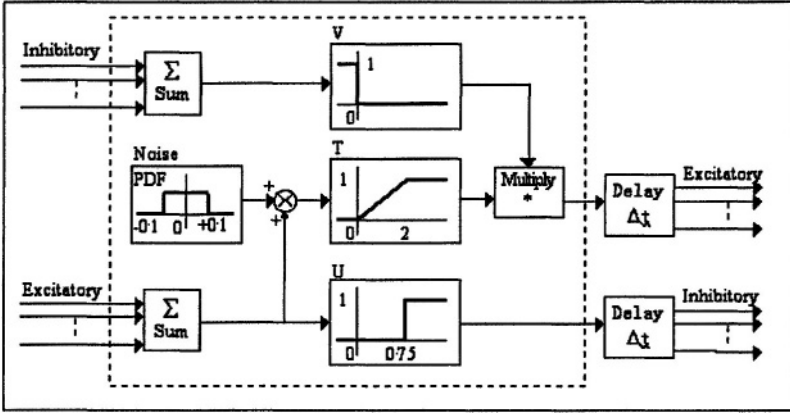 Inhibitory
Σ
Sum
V
1
0
Noise
PDF
-0.1 0 +0.1
+
+
T
1
0 2
Multiply
*
Delay
Δt
Excitatory
Excitatory
Σ
Sum
U
1
0 0.75
Delay
Δt
Inhibitory